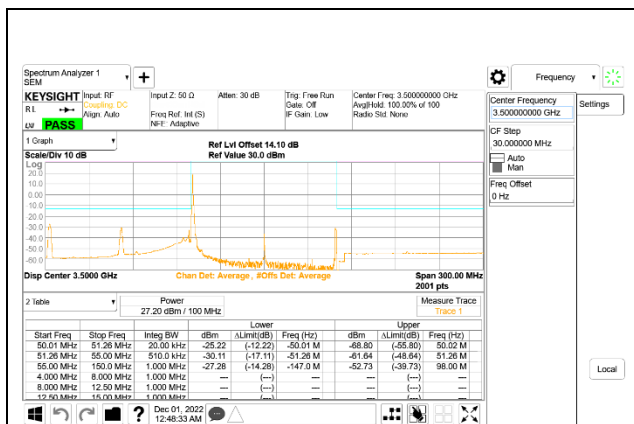 Spectrum Analyzer 1
SEM
Frequency
KEYSIGHT Input: RF Input Z: 50 Ω Atten: 30 dB Trig: Free Run Center Freq: 3.500000000 GHz
RL Coupling: DC Gate: Off Avg|Hold: 100.00% of 100
Align: Auto Freq Ref: Int (S) IF Gain: Low Radio Std: None
PASS NFE: Adaptive
Center Frequency
3.500000000 GHz
Settings
CF Step
30.000000 MHz
Auto
Man
Freq Offset
0 Hz
1 Graph
Ref Lvl Offset 14.10 dB
Scale/Div 10 dB Ref Value 30.0 dBm
Log
20.0
10.0
0.00
-10.0
-20.0
-30.0
-40.0
-50.0
-60.0
Disp Center 3.5000 GHz Chan Det: Average, #Offs Det: Average Span 300.00 MHz
2001 pts
2 Table Power Measure Trace
27.20 dBm / 100 MHz Trace 1
Lower Upper
Start Freq Stop Freq Integ BW dBm ΔLimit(dB) Freq (Hz) dBm ΔLimit(dB) Freq (Hz)
50.01 MHz 51.26 MHz 20.00 kHz -25.22 (-12.22) -50.01 M -68.80 (-55.80) 50.02 M
51.26 MHz 55.00 MHz 510.0 kHz -30.11 (-17.11) -51.26 M -61.64 (-48.64) 51.26 M
55.00 MHz 150.0 MHz 1.000 MHz -27.28 (-14.28) -147.0 M -52.73 (-39.73) 98.00 M
4.000 MHz 8.000 MHz 1.000 MHz --- (---) --- --- (---) ---
8.000 MHz 12.50 MHz 1.000 MHz --- (---) --- --- (---) ---
12.50 MHz 15.00 MHz 1.000 MHz --- (---) --- --- (---) ---
Local
Dec 01, 2022
12:48:33 AM